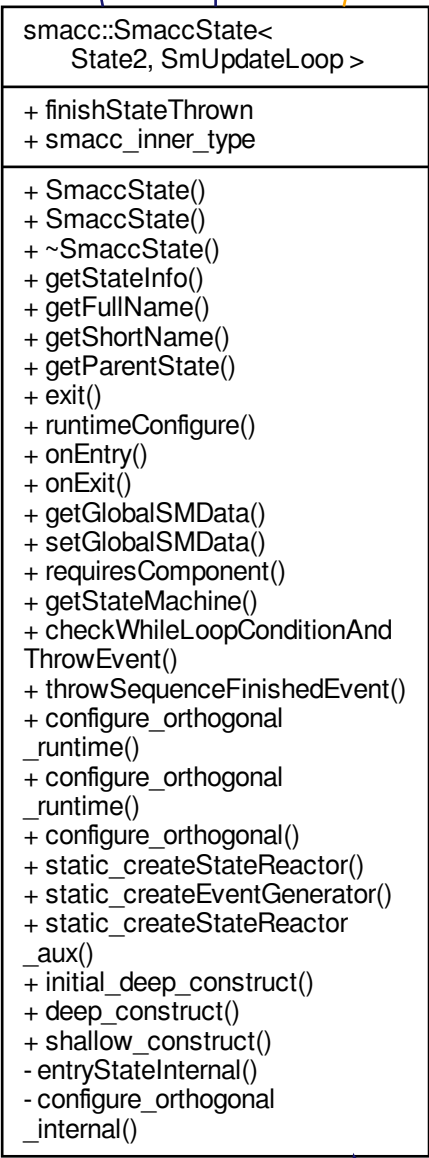 smacc::SmaccState<
State2, SmUpdateLoop >
+ finishStateThrown
+ smacc_inner_type
+ SmaccState()
+ SmaccState()
+ ~SmaccState()
+ getStateInfo()
+ getFullName()
+ getShortName()
+ getParentState()
+ exit()
+ runtimeConfigure()
+ onEntry()
+ onExit()
+ getGlobalSMData()
+ setGlobalSMData()
+ requiresComponent()
+ getStateMachine()
+ checkWhileLoopConditionAnd
ThrowEvent()
+ throwSequenceFinishedEvent()
+ configure_orthogonal
_runtime()
+ configure_orthogonal
_runtime()
+ configure_orthogonal()
+ static_createStateReactor()
+ static_createEventGenerator()
+ static_createStateReactor
_aux()
+ initial_deep_construct()
+ deep_construct()
+ shallow_construct()
- entryStateInternal()
- configure_orthogonal
_internal()